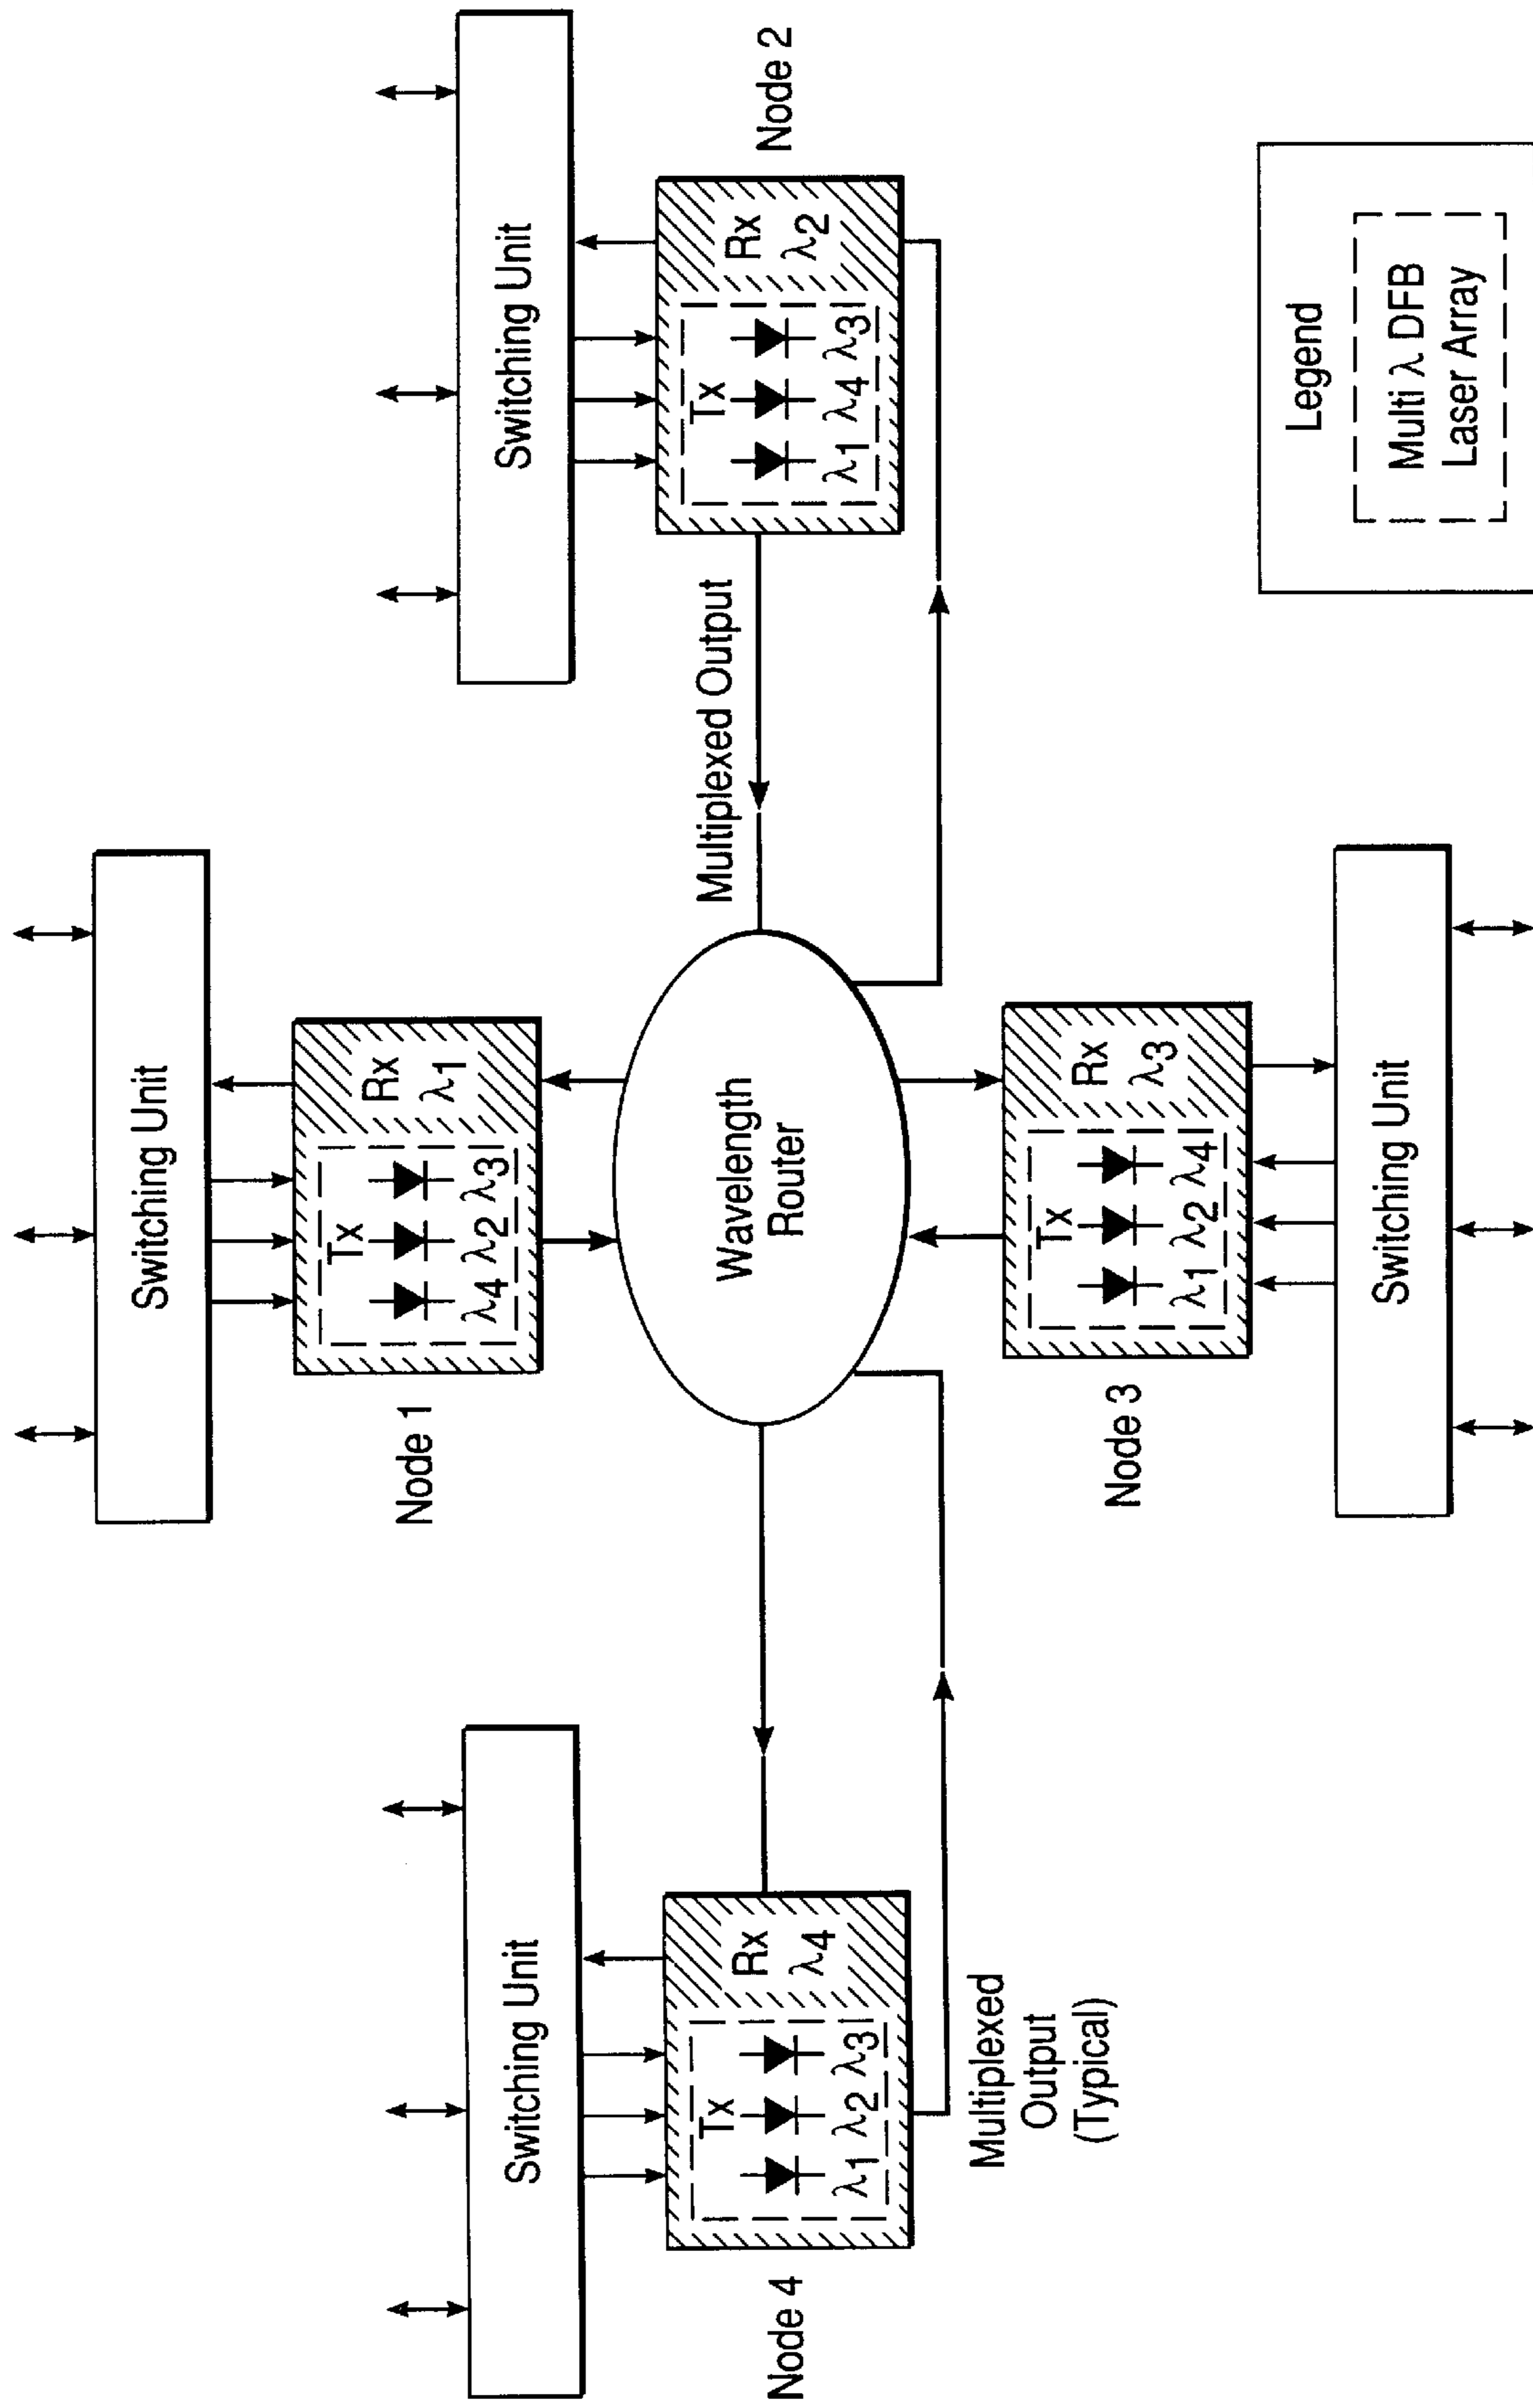 Switching Unit
Tx
λ4 λ2 λ3
Rx
λ1
Node 1
Switching Unit
Tx
λ1 λ4 λ3
Rx
λ2
Node 2
Multiplexed Output
Switching Unit
Tx
λ1 λ2 λ3
Rx
λ4
Node 4
Multiplexed
Output
(Typical)
Wavelength
Router
Node 3
Tx
λ1 λ2 λ4
Rx
λ3
Switching Unit
Legend
Multi λ DFB
Laser Array